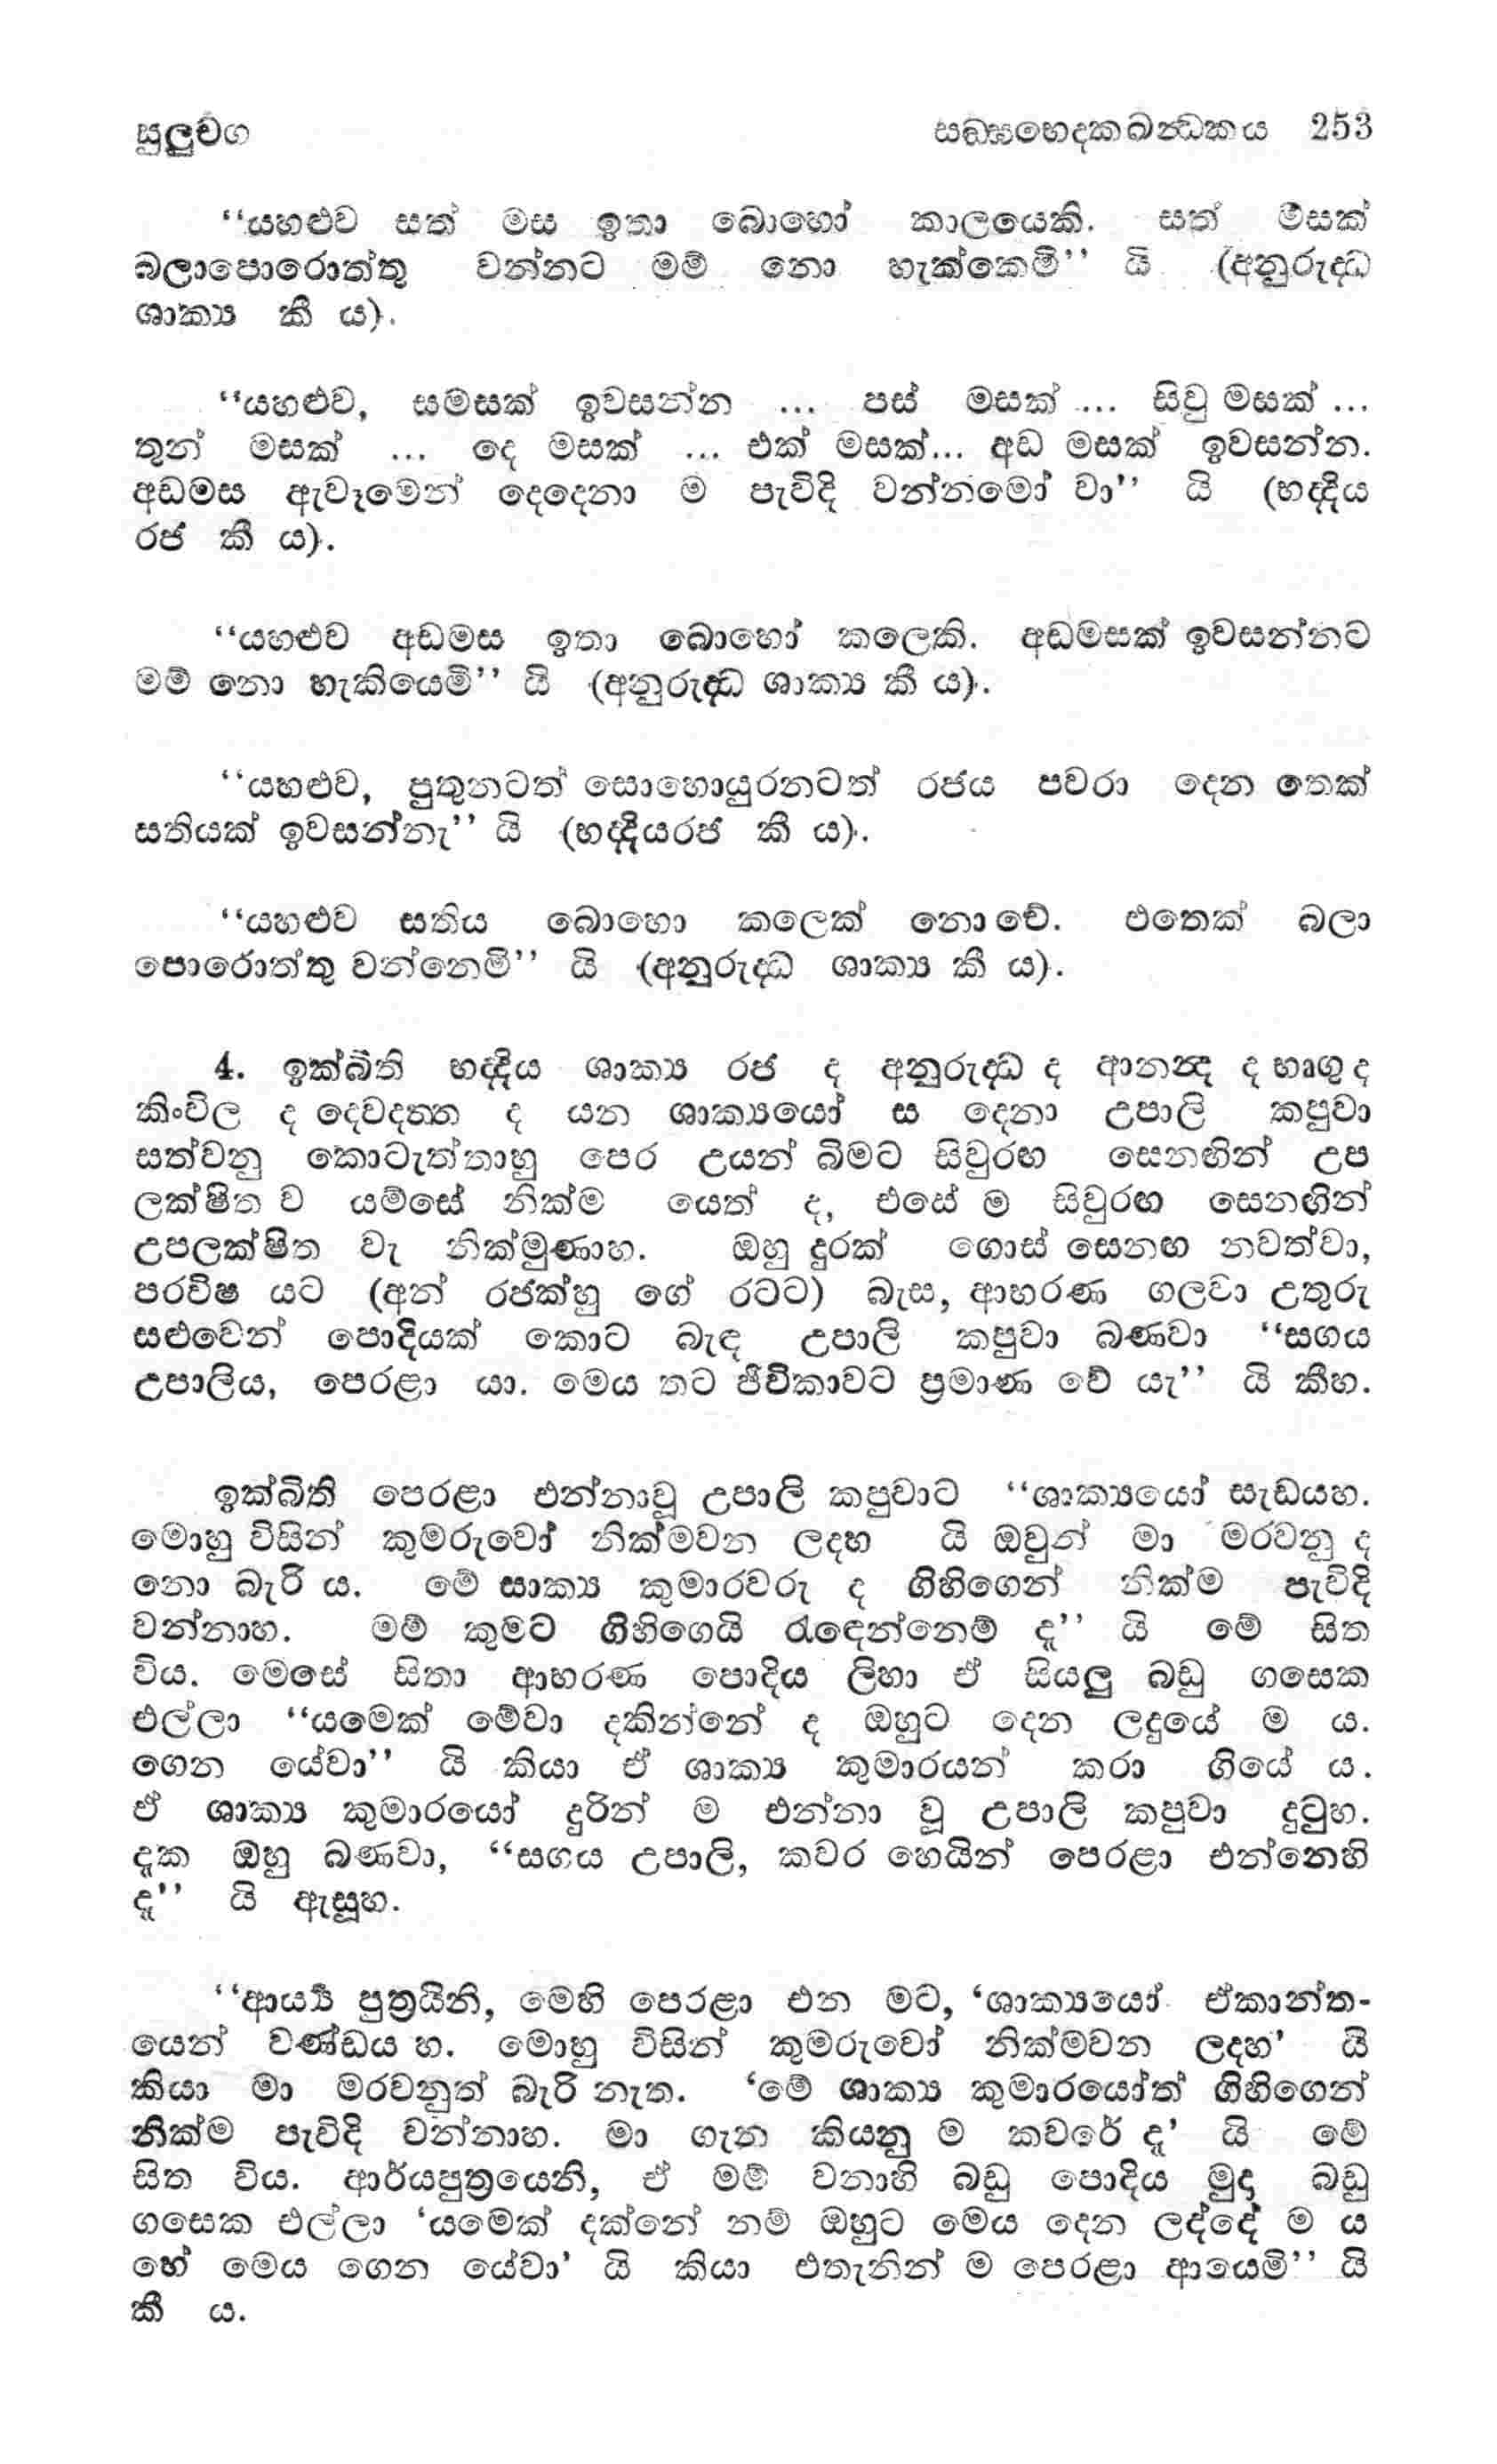 සුලුවග සඞ්ඝභෙදකඛන්ධකය 253
‘‘යහළුව සත් මස ඉතා බොහෝ කාලයෙකි. සත් මසක්
බලාපොරොත්තු වන්නට මම් නො හැක්කෙමි’’ යි (අනුරුද්ධ
ශාක්‍ය කී ය).
‘‘යහළුව, සමසක් ඉවසන්න ... පස් මසක් ... සිවු මසක් ...
තුන් මසක් ... දෙ මසක් ... එක් මසක්... අඩ මසක් ඉවසන්න.
අඩමස ඇවෑමෙන් දෙදෙනා ම පැවිදි වන්නමෝ වා’’ යි (භද්දිය
රජ කී ය).
‘‘යහළුව අඩමස ඉතා බොහෝ කලෙකි. අඩමසක් ඉවසන්නට
මම් නො හැකියෙමි’’ යි (අනුරුද්ධ ශාක්‍ය කී ය).
‘‘යහළුව, පුතුනටත් සොහොයුරනටත් රජය පවරා දෙන තෙක්
සතියක් ඉවසන්නැ’’ යි (භද්දියරජ කී ය).
‘‘යහළුව සතිය බොහො කලෙක් නො වේ. එතෙක් බලා
පොරොත්තු වන්නෙමි’’ යි (අනුරුද්ධ ශාක්‍ය කී ය).
4. ඉක්බිති භද්දිය ශාක්‍ය රජ ද අනුරුද්ධ ද ආනන්ද ද භෘගු ද
කිංවිල ද දෙවදත්ත ද යන ශාක්‍යයෝ ස දෙනා උපාලි කපුවා
සත්වනු කොටැත්තාහු පෙර උයන් බිමට සිවුරඟ සෙනඟින් උප
ලක්ෂිත ව යම්සේ නික්ම යෙත් ද, එසේ ම සිවුරඟ සෙනඟින්
උපලක්ෂිත වැ නික්මුණාහ. ඔහු දුරක් ගොස් සෙනඟ නවත්වා,
පරවිෂ යට (අන් රජක්හු ගේ රටට) බැස, ආභරණ ගලවා උතුරු
සළුවෙන් පොදියක් කොට බැඳ උපාලි කපුවා බණවා ‘‘සගය
උපාලිය, පෙරළා යා. මෙය තට ජීවිකාවට ප්‍රමාණ වේ යැ’’ යි කීහ.
ඉක්බිති පෙරළා එන්නාවූ උපාලි කපුවාට ‘‘ශාක්‍යයෝ සැඩයහ.
මොහු විසින් කුමරුවෝ නික්මවන ලදහ යි ඔවුන් මා මරවනු ද
නො බැරි ය. මේ සාක්‍ය කුමාරවරු ද ගිහිගෙන් නික්ම පැවිදි
වන්නාහ. මම් කුමට ගිහිගෙයි රැඳෙන්නෙම් දැ’’ යි මේ සිත
විය. මෙසේ සිතා ආභරණ පොදිය ලිහා ඒ සියලු බඩු ගසෙක
එල්ලා ‘‘යමෙක් මේවා දකින්නේ ද ඔහුට දෙන ලදුයේ ම ය.
ගෙන යේවා’’ යි කියා ඒ ශාක්‍ය කුමාරයන් කරා ගියේ ය.
ඒ ශාක්‍ය කුමාරයෝ දුරින් ම එන්නා වූ උපාලි කපුවා දුටුහ.
දැක ඔහු බණවා, ‘‘සගය උපාලි, කවර හෙයින් පෙරළා එන්නෙහි
දැ’’ යි ඇසූහ.
‘‘ආර්‍ය්‍ය පුත්‍රයිනි, මෙහි පෙරළා එන මට, ‘ශාක්‍යයෝ ඒකාන්ත-
යෙන් චණ්ඩය හ. මොහු විසින් කුමරුවෝ නික්මවන ලදහ’ යි
කියා මා මරවනුත් බැරි නැත. ‘මේ ශාක්‍ය කුමාරයෝත් ගිහිගෙන්
නික්ම පැවිදි වන්නාහ. මා ගැන කියනු ම කවරේ දැ’ යි මේ
සිත විය. ආර්යපුත්‍රයෙනි, ඒ මම් වනාහි බඩු පොදිය මුදා බඩු
ගසෙක එල්ලා ‘යමෙක් දක්නේ නම් ඔහුට මෙය දෙන ලද්දේ ම ය
හේ මෙය ගෙන යේවා’ යි කියා එතැනින් ම පෙරළා ආයෙමි’’ යි
කී ය.